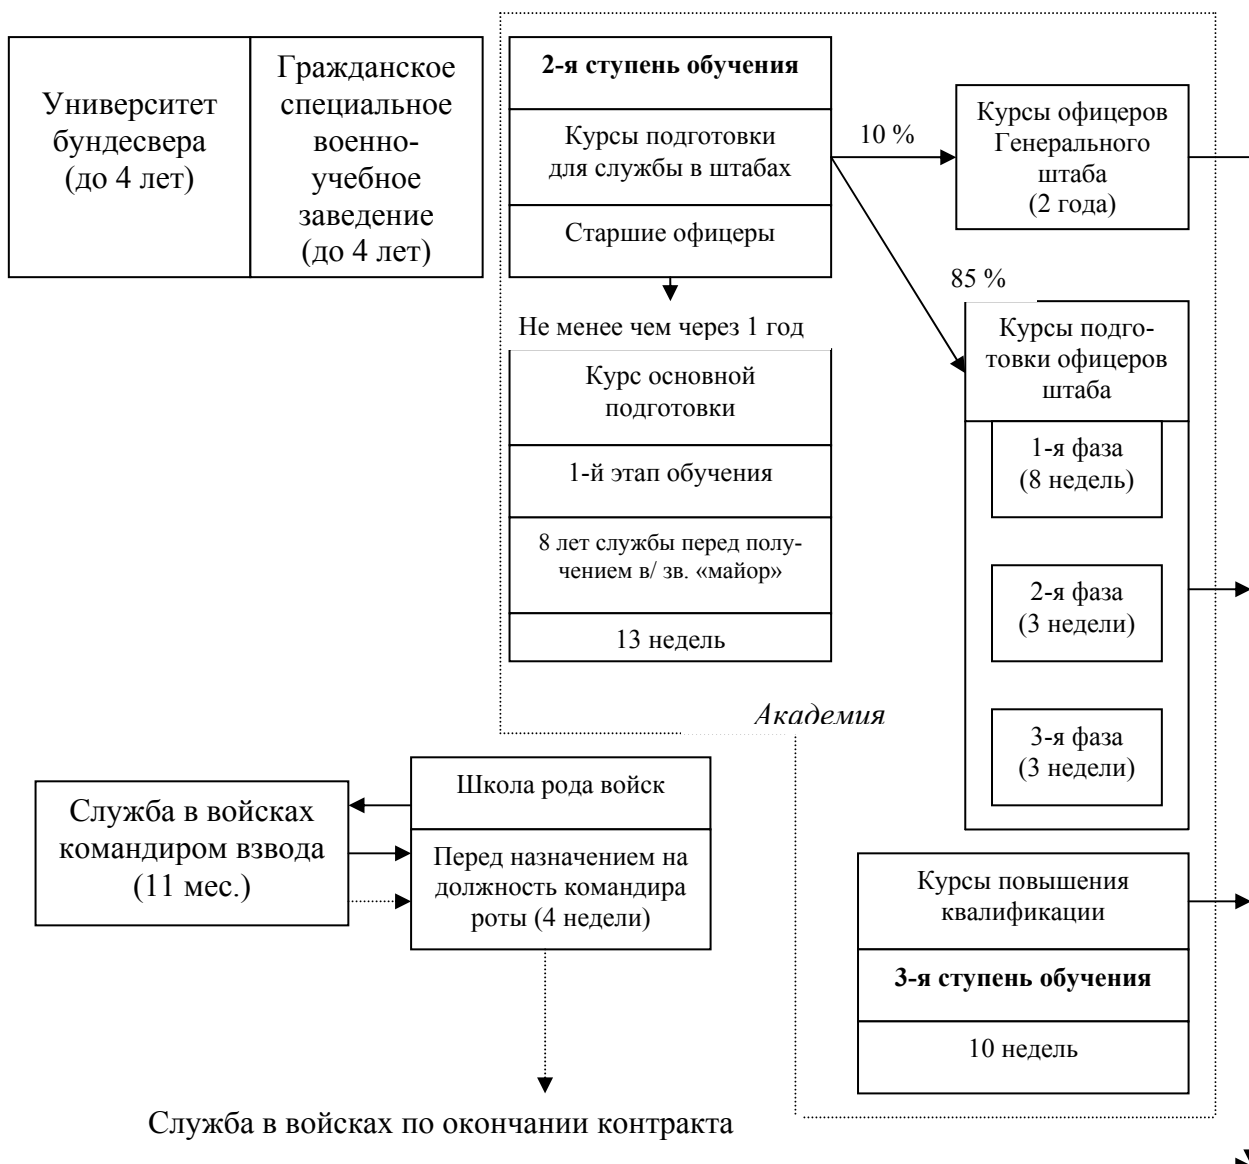 Университет
бундесвера
(до 4 лет)
Гражданское
специальное
военно-
учебное
заведение
(до 4 лет)
2-я ступень обучения
Курсы подготовки
для службы в штабах
Старшие офицеры
10 %
Курсы офицеров
Генерального
штаба
(2 года)
85 %
Не менее чем через 1 год
Курс основной
подготовки
1-й этап обучения
8 лет службы перед полу-
чением в/ зв. «майор»
13 недель
Курсы подго-
товки офицеров
штаба
1-я фаза
(8 недель)
2-я фаза
(3 недели)
3-я фаза
(3 недели)
Академия
Школа рода войск
Перед назначением на
должность командира
роты (4 недели)
Служба в войсках
командиром взвода
(11 мес.)
Курсы повышения
квалификации
3-я ступень обучения
10 недель
Служба в войсках по окончании контракта